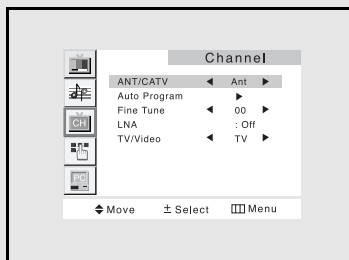 Channel
ANT/CATV ◀ Ant ▶
Auto Program ▶
Fine Tune ◀ 00 ▶
LNA : Off
TV/Video ◀ TV ▶
CH
PC
Move ± Select Menu